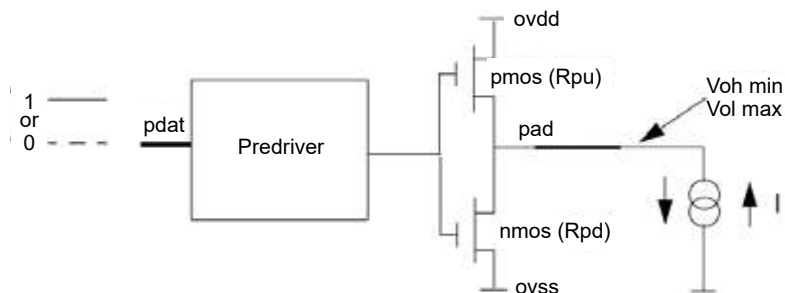 ovdd
pmos (Rpu)
Voh min
Vol max
1
or
0
pdat
Predriver
pad
nmos (Rpd)
I
ovss